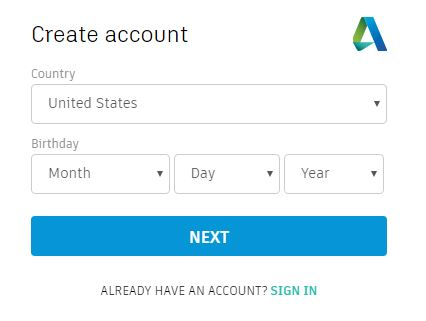 Create account
Country
United States
Birthday
Month Day Year
NEXT
ALREADY HAVE AN ACCOUNT? SIGN IN